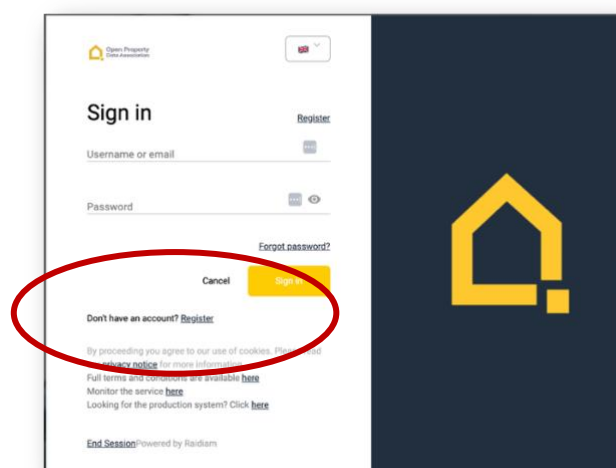 Open Property
Data Association
Sign in
Register
Username or email
Password
Forgot password?
Cancel
Sign in
Don't have an account? Register
By proceeding you agree to our use of cookies. Please read
privacy notice for more information.
Full terms and conditions are available here
Monitor the service here
Looking for the production system? Click here
End SessionPowered by Raidiam